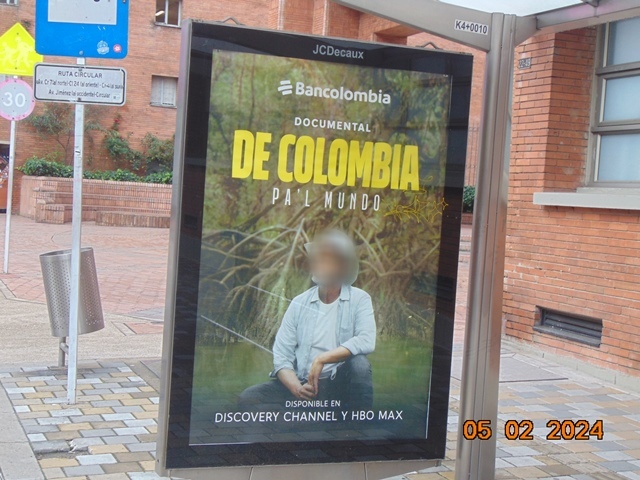 K4+0010
JCDecaux
Bancolombia
DOCUMENTAL
DE COLOMBIA
PA'L MUNDO
DISPONIBLE EN
DISCOVERY CHANNEL Y HBO MAX
RUTA CIRCULAR
30
05 02 2024